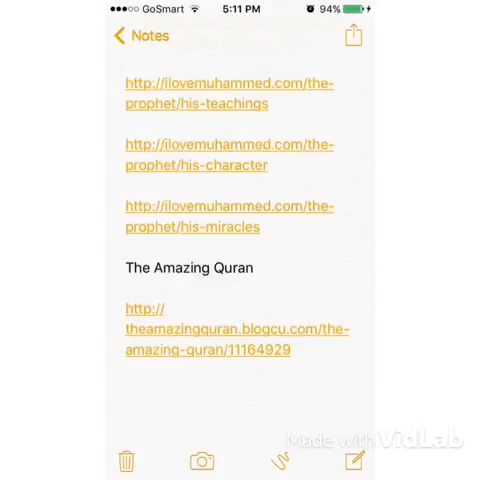 GoSmart 5:11 PM 94%
Notes
http://ilovemuhammed.com/the-
prophet/his-teachings
http://ilovemuhammed.com/the-
prophet/his-character
http://ilovemuhammed.com/the-
prophet/his-miracles
The Amazing Quran
http://
theamazingquran.blogcu.com/the-
amazing-quran/11164929
Made with VidLab